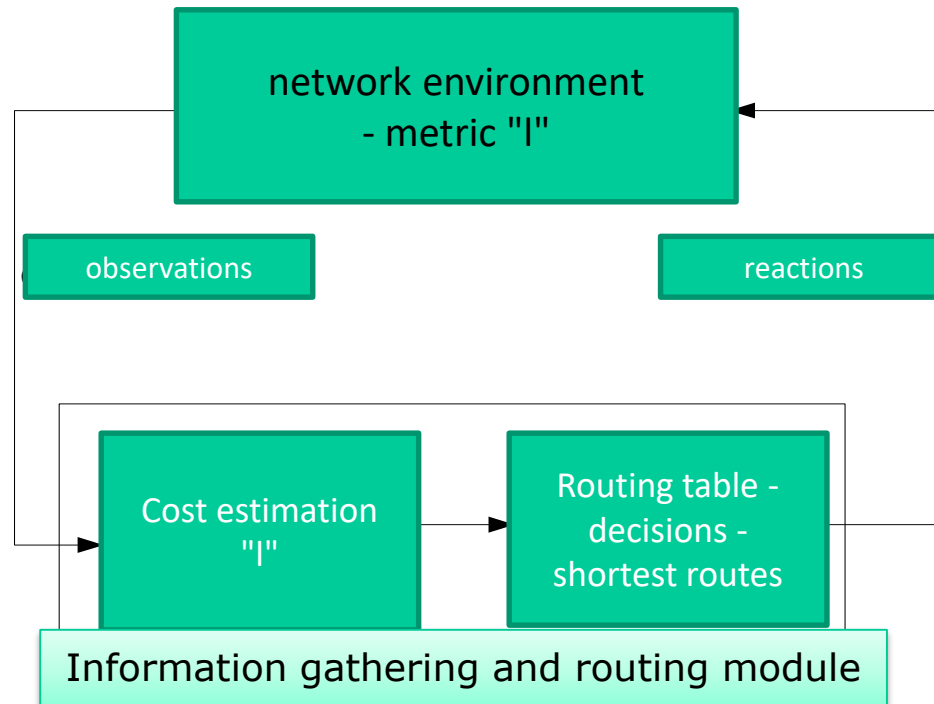 network environment
- metric "l"
observations
reactions
Cost estimation
"l"
Routing table -
decisions -
shortest routes
Information gathering and routing module